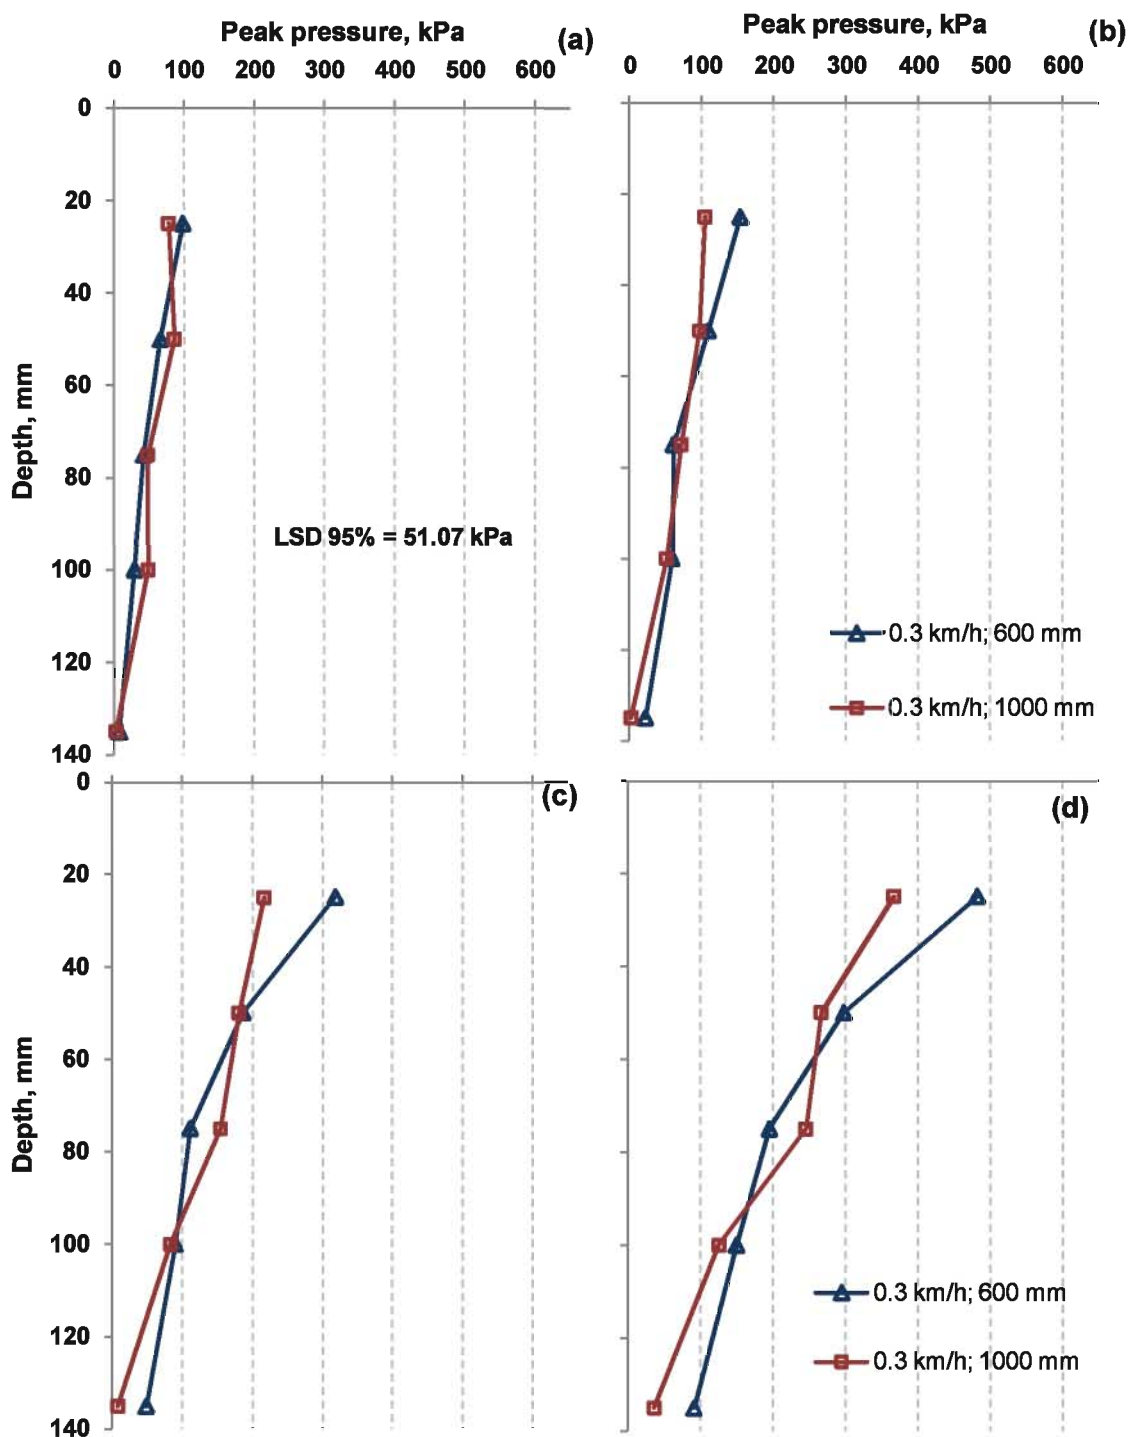 Peak pressure, kPa
(a)
0 100 200 300 400 500 600
Peak pressure, kPa
(b)
0 100 200 300 400 500 600
0
20
40
60
80
100
120
140
Depth, mm
LSD 95% = 51.07 kPa
0.3 km/h; 600 mm
0.3 km/h; 1000 mm
(c)
0
20
40
60
80
100
120
140
Depth, mm
(d)
0.3 km/h; 600 mm
0.3 km/h; 1000 mm